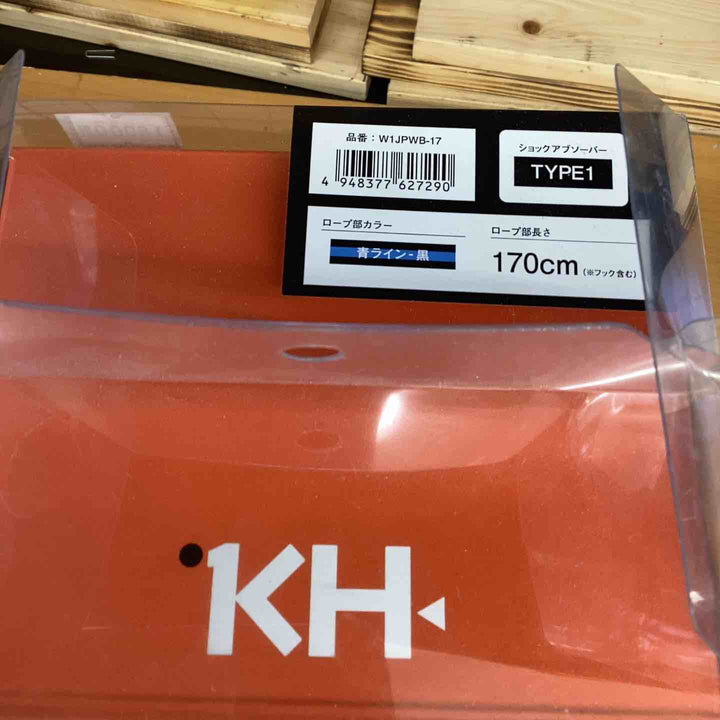 品番：W1JPWB-17
4 948377 627290
ショックアブソーバー
TYPE1
ロープ部カラー
青ライン-黒
ロープ部長さ
170cm (※フック含む)
KH